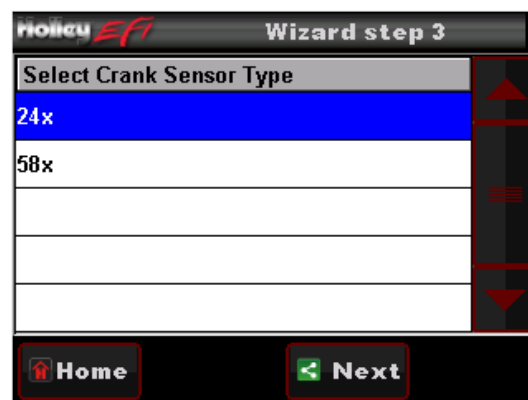 Holley EFI Wizard step 3
Select Crank Sensor Type
24x
58x
Home Next